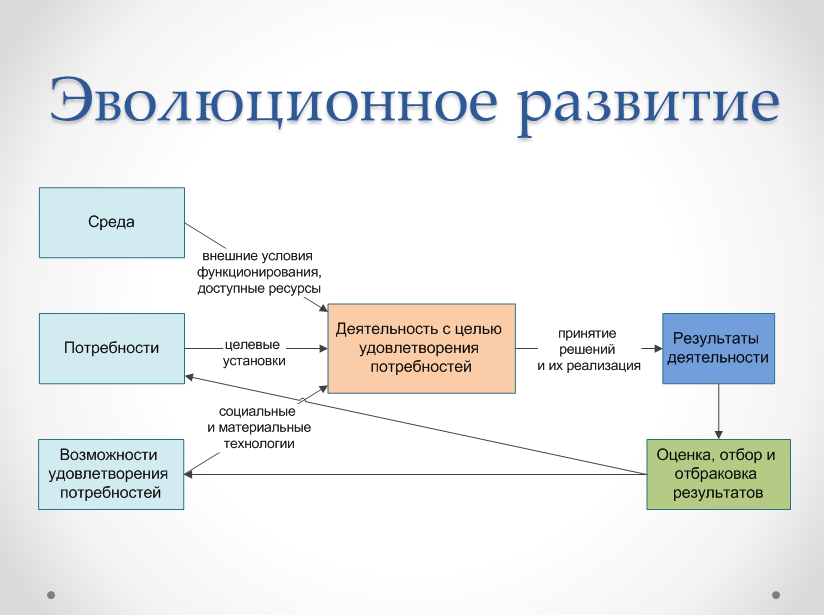 Эволюционное развитие
Среда
внешние условия
функционирования,
доступные ресурсы
Потребности
целевые
установки
Деятельность с целью
удовлетворения
потребностей
принятие
решений
и их реализация
Результаты
деятельности
социальные
и материальные
технологии
Возможности
удовлетворения
потребностей
Оценка, отбор и
отбраковка
результатов